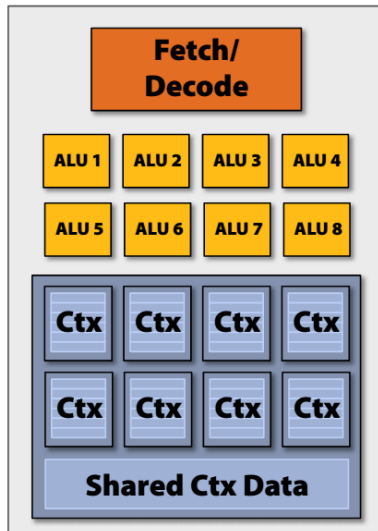 Fetch/
Decode
ALU 1 ALU 2 ALU 3 ALU 4
ALU 5 ALU 6 ALU 7 ALU 8
Ctx Ctx Ctx Ctx
Ctx Ctx Ctx Ctx
Shared Ctx Data